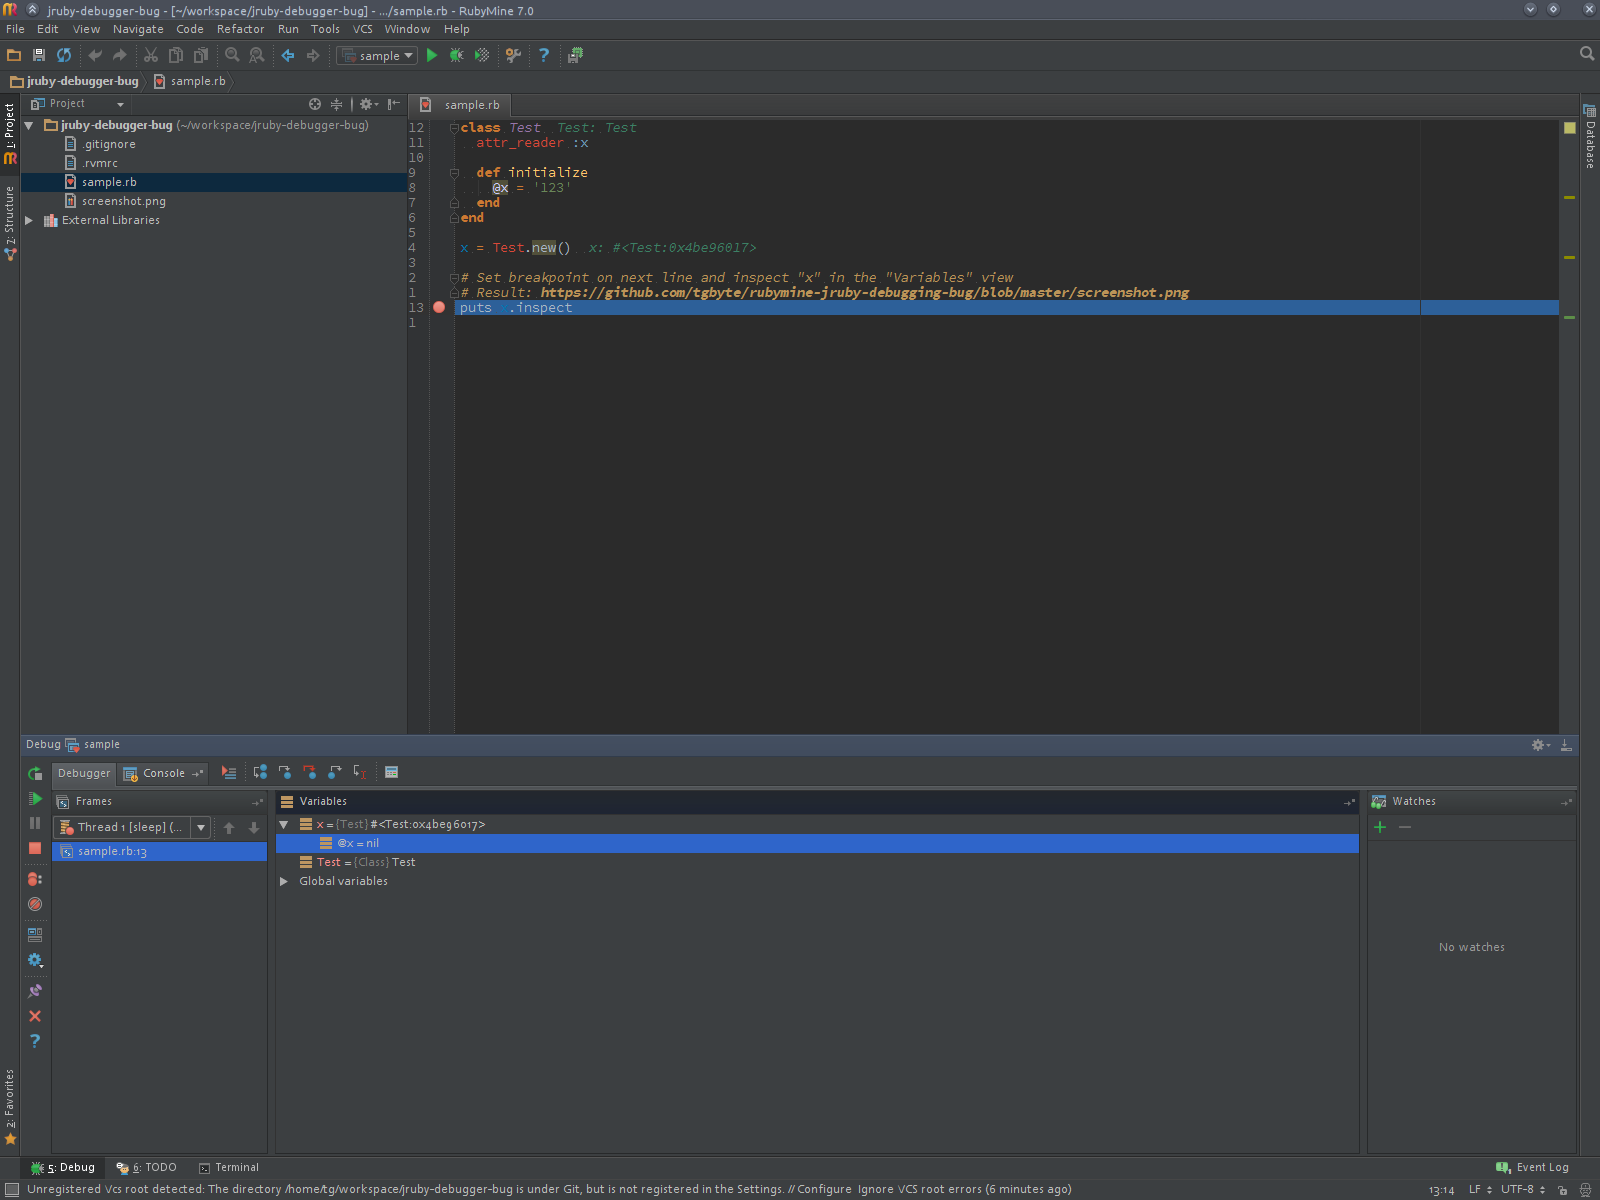 jruby-debugger-bug - [~/workspace/jruby-debugger-bug] - .../sample.rb - RubyMine 7.0
File Edit View Navigate Code Refactor Run Tools VCS Window Help
sample
jruby-debugger-bug sample.rb
1: Project
7: Structure
2: Favorites
Project
jruby-debugger-bug (~/workspace/jruby-debugger-bug)
.gitignore
.rvmrc
sample.rb
screenshot.png
External Libraries
sample.rb
12 class Test Test: Test
11 attr_reader :x
10
9 def initialize
8 @x = '123'
7 end
6 end
5
4 x = Test.new() x: #<Test:0x4be96017>
3
2 # Set breakpoint on next line and inspect "x" in the "Variables" view
1 # Result: https://github.com/tgbyte/rubymine-jruby-debugging-bug/blob/master/screenshot.png
13 puts x.inspect
1
Database
Debug sample
Debugger Console
Frames
Thread 1 [sleep] (...
sample.rb:13
Variables
x = {Test} #<Test:0x4be96017>
@x = nil
Test = {Class} Test
Global variables
Watches
No watches
5: Debug 6: TODO Terminal Event Log
Unregistered Vcs root detected: The directory /home/tg/workspace/jruby-debugger-bug is under Git, but is not registered in the Settings. // Configure Ignore VCS root errors (6 minutes ago) 13:14 LF UTF-8